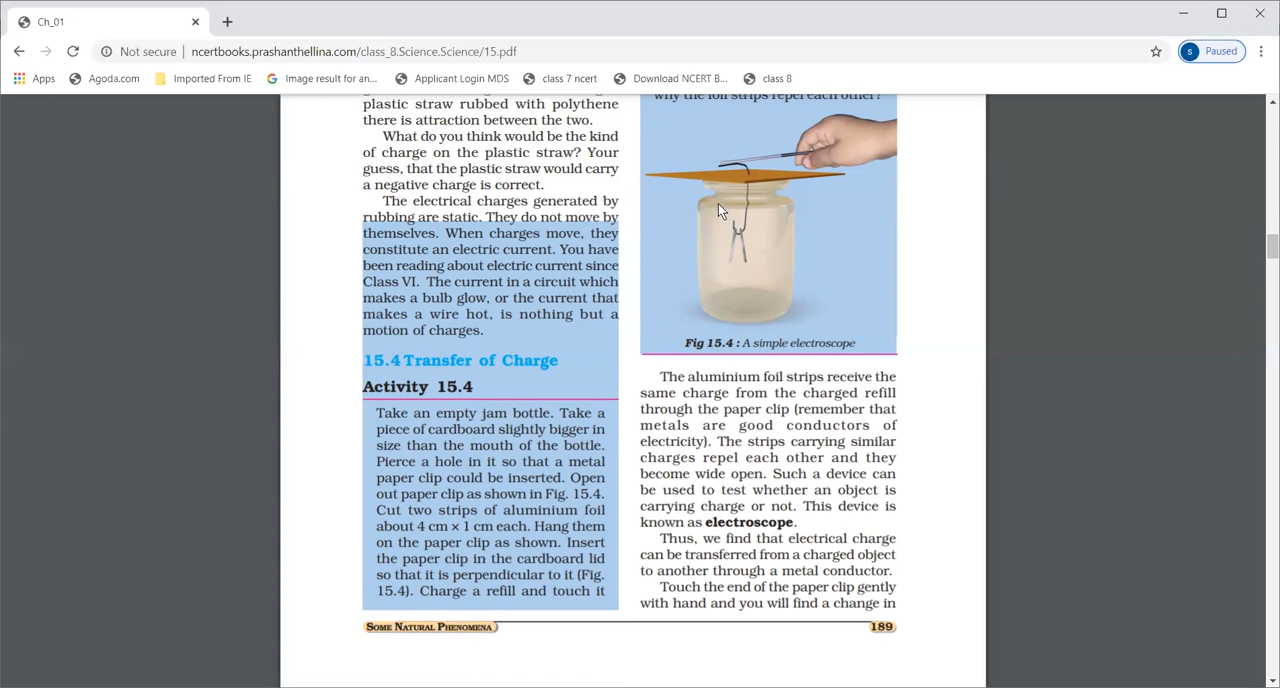 Ch_01
Not secure | ncertbooks.prashanthellina.com/class_8.Science.Science/15.pdf
s Paused
Apps Agoda.com Imported From IE Image result for an... Applicant Login MDS class 7 ncert Download NCERT B... class 8
plastic straw rubbed with polythene
there is attraction between the two.
What do you think would be the kind
of charge on the plastic straw? Your
guess, that the plastic straw would carry
a negative charge is correct.
The electrical charges generated by
rubbing are static. They do not move by
themselves. When charges move, they
constitute an electric current. You have
been reading about electric current since
Class VI. The current in a circuit which
makes a bulb glow, or the current that
makes a wire hot, is nothing but a
motion of charges.
15.4 Transfer of Charge
Activity 15.4
Take an empty jam bottle. Take a
piece of cardboard slightly bigger in
size than the mouth of the bottle.
Pierce a hole in it so that a metal
paper clip could be inserted. Open
out paper clip as shown in Fig. 15.4.
Cut two strips of aluminium foil
about 4 cm × 1 cm each. Hang them
on the paper clip as shown. Insert
the paper clip in the cardboard lid
so that it is perpendicular to it (Fig.
15.4). Charge a refill and touch it
why the foil strips repel each other?
Fig 15.4 : A simple electroscope
The aluminium foil strips receive the
same charge from the charged refill
through the paper clip (remember that
metals are good conductors of
electricity). The strips carrying similar
charges repel each other and they
become wide open. Such a device can
be used to test whether an object is
carrying charge or not. This device is
known as electroscope.
Thus, we find that electrical charge
can be transferred from a charged object
to another through a metal conductor.
Touch the end of the paper clip gently
with hand and you will find a change in
SOME NATURAL PHENOMENA
189